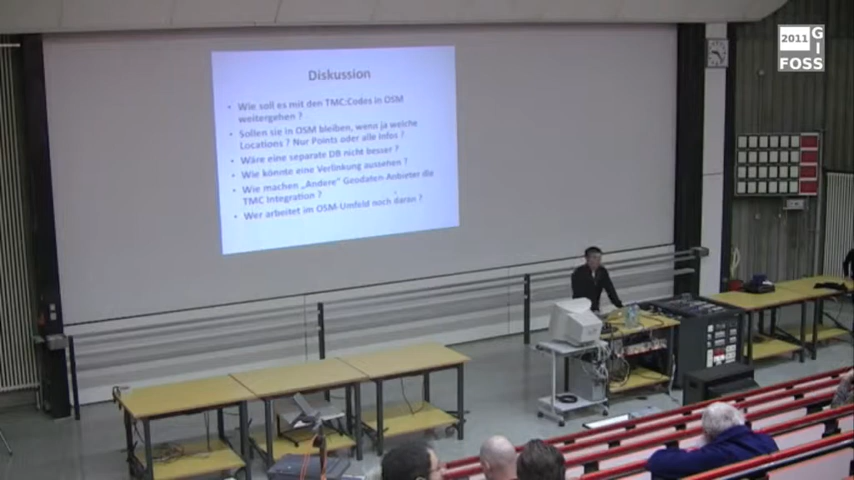 2011
G
I
FOSS
Diskussion
• Wie soll es mit den TMC:Codes in OSM
weitergehen ?
• Sollen sie in OSM bleiben, wenn ja welche
Locations ? Nur Points oder alle Infos ?
• Wäre eine separate DB nicht besser ?
• Wie könnte eine Verlinkung aussehen ?
• Wie machen „Andere" Geodaten-Anbieter die
TMC Integration ?
• Wer arbeitet im OSM-Umfeld noch daran ?